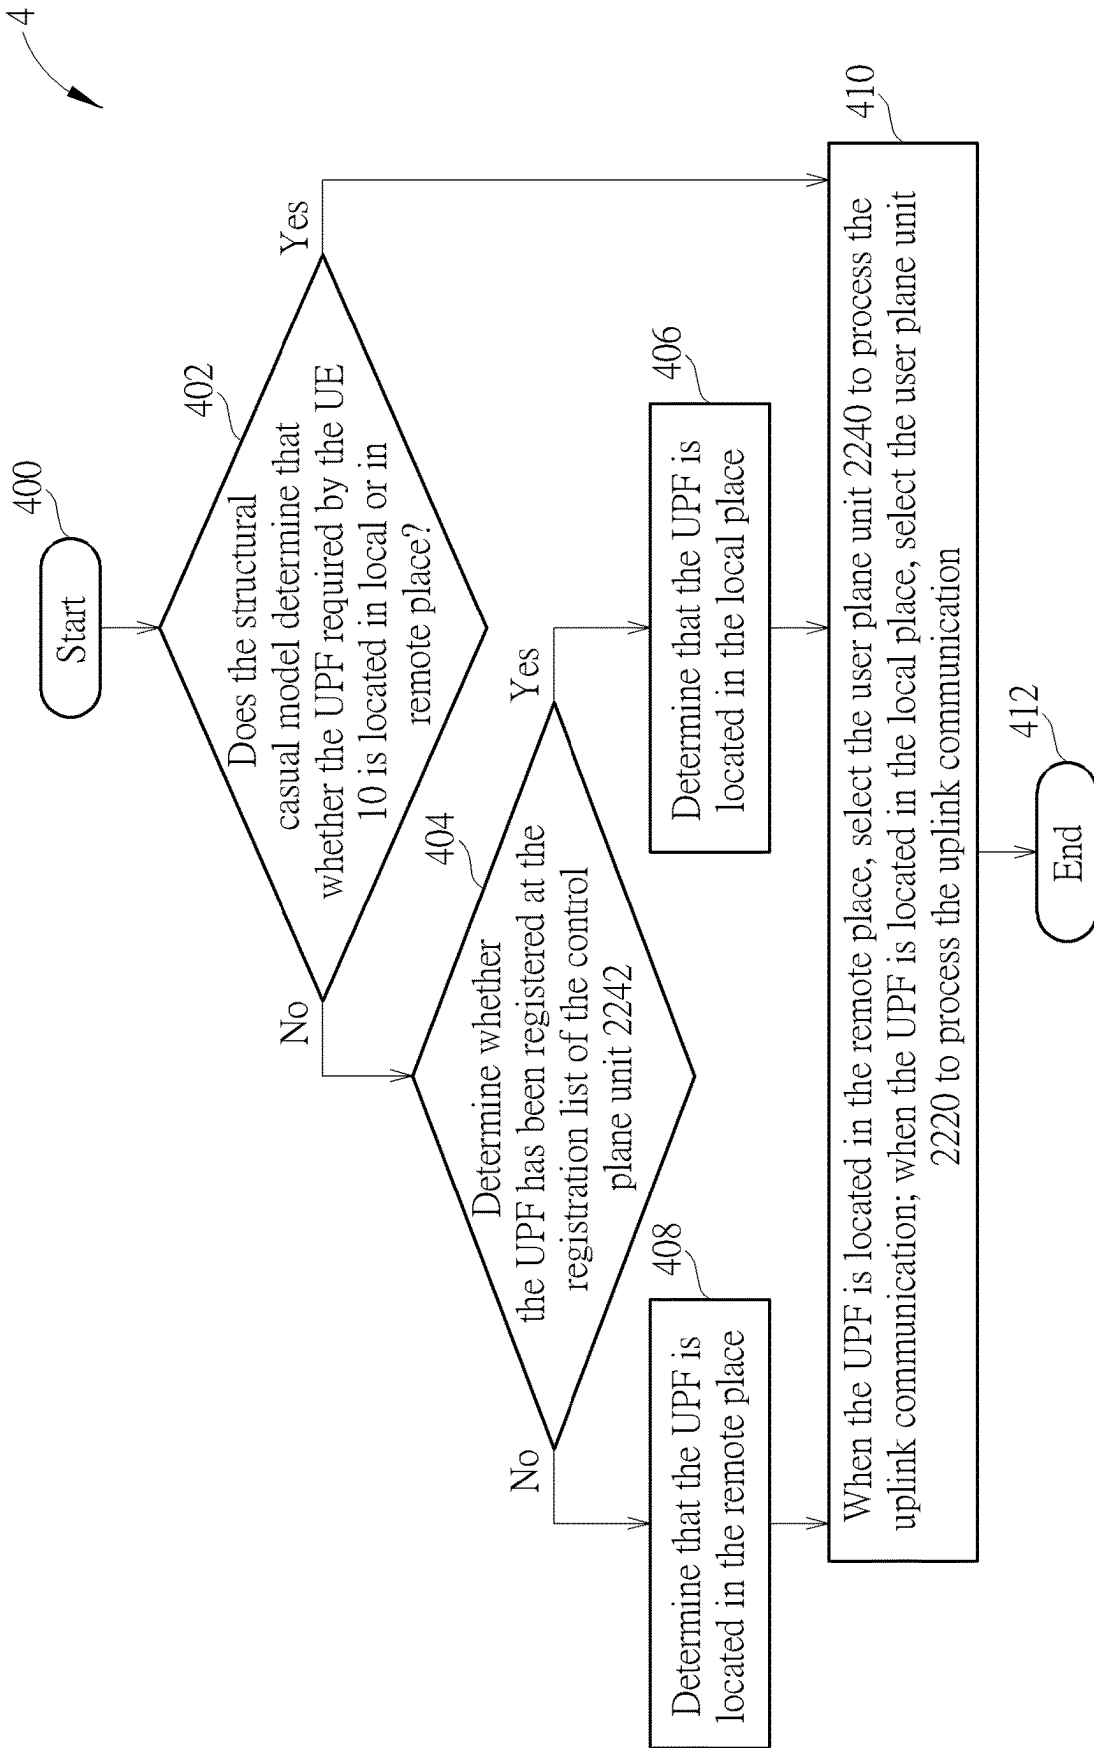 4
400
Start
402
Does the structural
casual model determine that
whether the UPF required by the UE
10 is located in local or in
remote place?
Yes
No
404
Determine whether
the UPF has been registered at the
registration list of the control
plane unit 2242
Yes
No
406
Determine that the UPF is
located in the local place
408
Determine that the UPF is
located in the remote place
410
When the UPF is located in the remote place, select the user plane unit 2240 to process the
uplink communication; when the UPF is located in the local place, select the user plane unit
2220 to process the uplink communication
412
End